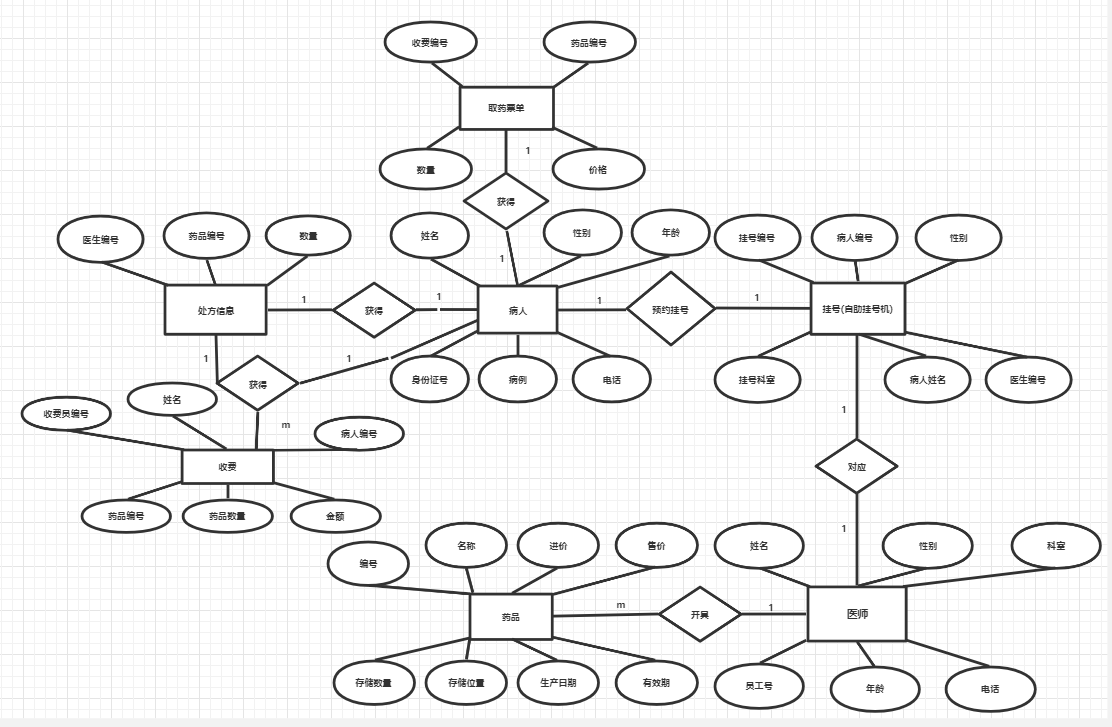 收费编号
药品编号
取药票单
数量
价格
1
获得
1
医生编号
药品编号
数量
姓名
性别
年龄
挂号编号
病人编号
性别
处方信息
1
获得
1
病人
1
预约挂号
1
挂号(自助挂号机)
1
获得
1
m
身份证号
病例
电话
挂号科室
病人姓名
医生编号
收费员编号
姓名
病人编号
收费
药品编号
药品数量
金额
1
对应
1
编号
名称
进价
售价
姓名
性别
科室
药品
m
开具
1
医师
存储数量
存储位置
生产日期
有效期
员工号
年龄
电话